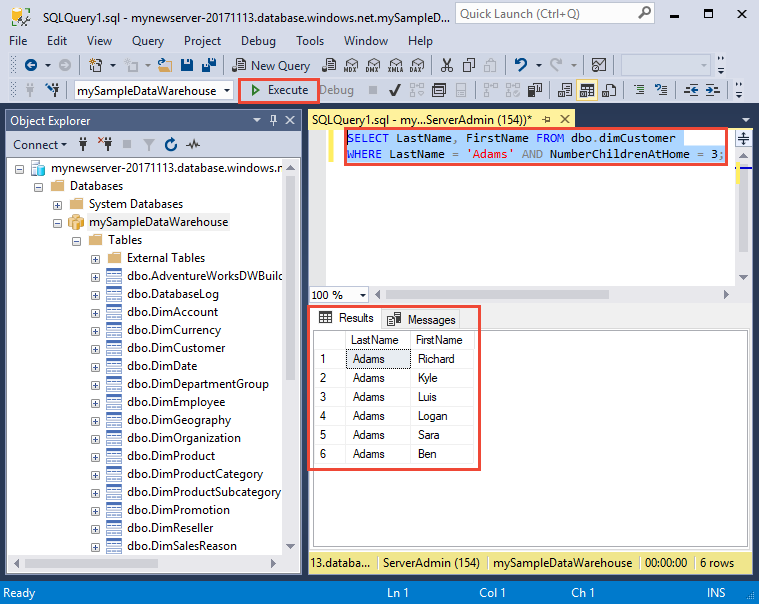 SQLQuery1.sql - mynewserver-20171113.database.windows.net.mySampleD...
Quick Launch (Ctrl+Q)
File Edit View Query Project Debug Tools Window Help
New Query MDX DMX XMLA DAX
mySampleDataWarehouse Execute Debug
Object Explorer
Connect
mynewserver-20171113.database.windows.r
Databases
System Databases
mySampleDataWarehouse
Tables
External Tables
dbo.AdventureWorksDWBuild
dbo.DatabaseLog
dbo.DimAccount
dbo.DimCurrency
dbo.DimCustomer
dbo.DimDate
dbo.DimDepartmentGroup
dbo.DimEmployee
dbo.DimGeography
dbo.DimOrganization
dbo.DimProduct
dbo.DimProductCategory
dbo.DimProductSubcategory
dbo.DimPromotion
dbo.DimReseller
dbo.DimSalesReason
SQLQuery1.sql - my...ServerAdmin (154))*
SELECT LastName, FirstName FROM dbo.dimCustomer
WHERE LastName = 'Adams' AND NumberChildrenAtHome = 3;
100 %
Results Messages
LastName FirstName
1 Adams Richard
2 Adams Kyle
3 Adams Luis
4 Adams Logan
5 Adams Sara
6 Adams Ben
13.databa... ServerAdmin (154) mySampleDataWarehouse 00:00:00 6 rows
Ready Ln 1 Col 1 Ch 1 INS